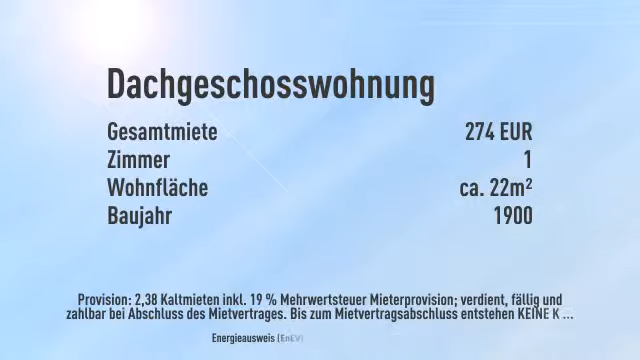 Dachgeschosswohnung
Gesamtmiete 274 EUR
Zimmer 1
Wohnfläche ca. 22m²
Baujahr 1900
Provision: 2,38 Kaltmieten inkl. 19 % Mehrwertsteuer Mieterprovision; verdient, fällig und
zahlbar bei Abschluss des Mietvertrages. Bis zum Mietvertragsabschluss entstehen KEINE K ...
Energieausweis (EnEV)